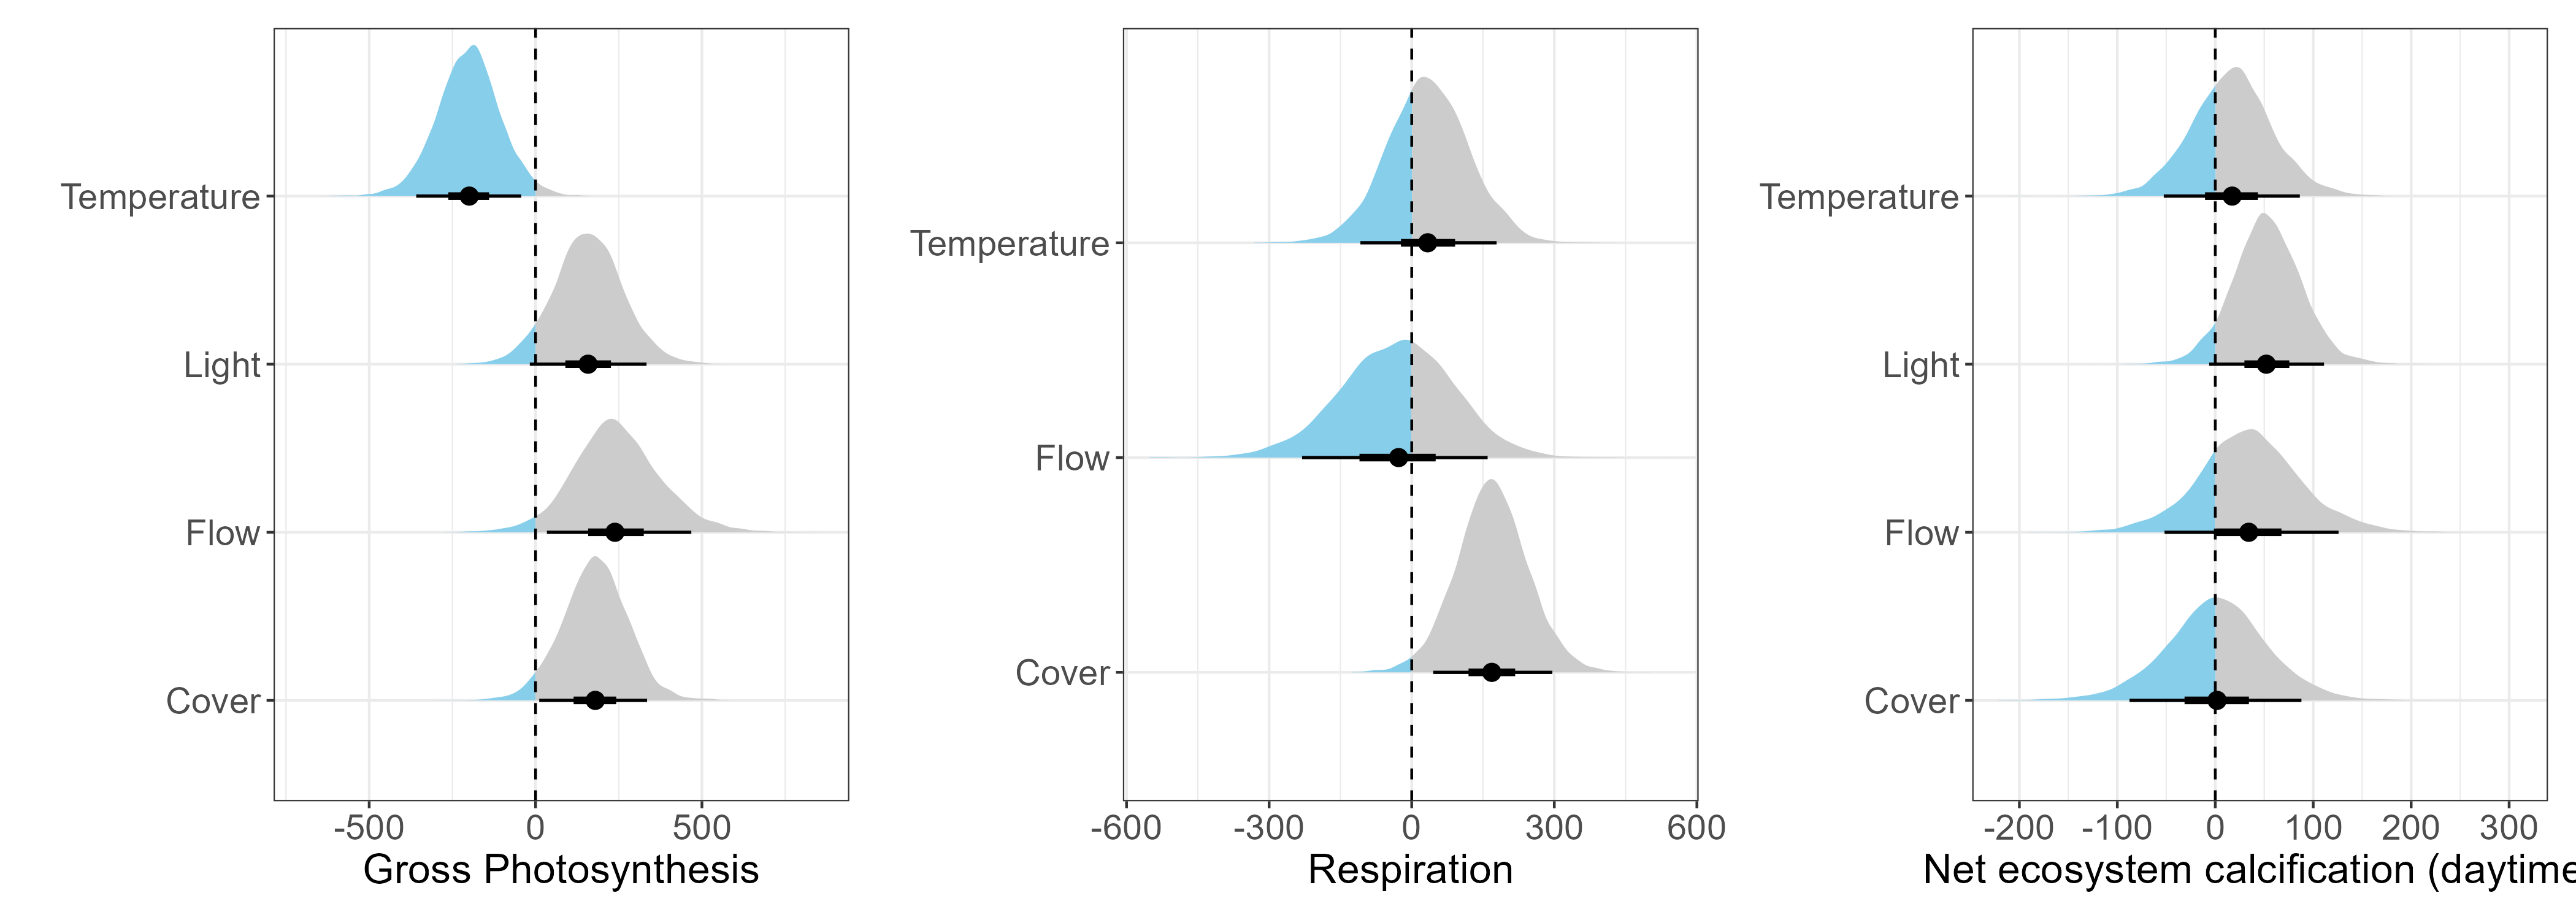 Temperature
Light
Flow
Cover
-500 0 500
Gross Photosynthesis
Temperature
Flow
Cover
-600 -300 0 300 600
Respiration
Temperature
Light
Flow
Cover
-200 -100 0 100 200 300
Net ecosystem calcification (daytime